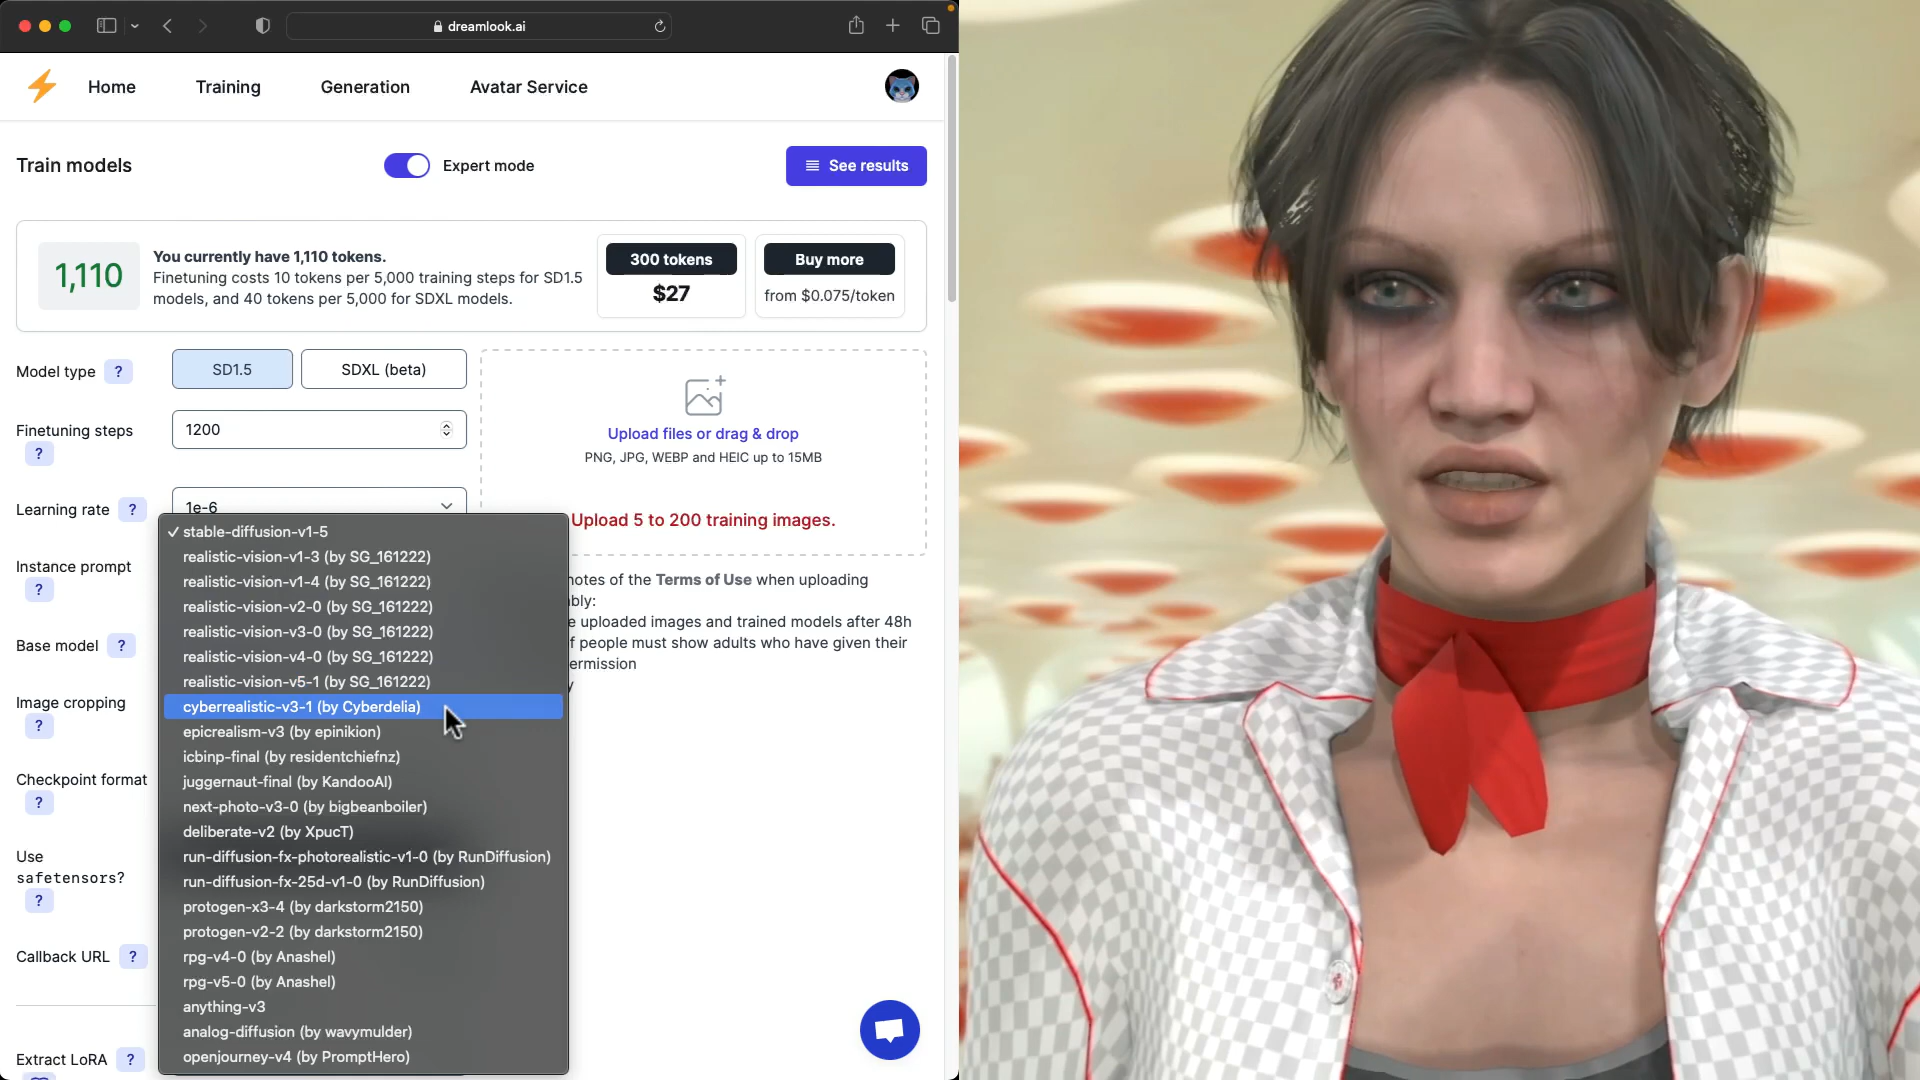 dreamlook.ai
Home
Training
Generation
Avatar Service
Train models
Expert mode
See results
1,110
You currently have 1,110 tokens.
Finetuning costs 10 tokens per 5,000 training steps for SD1.5
models, and 40 tokens per 5,000 for SDXL models.
300 tokens
$27
Buy more
from $0.075/token
Model type ?
SD1.5
SDXL (beta)
Finetuning steps
?
1200
Learning rate ?
1e-6
Instance prompt
?
Base model ?
Image cropping
?
Checkpoint format
?
Use
safetensors?
?
Callback URL ?
Extract LoRA ?
✓ stable-diffusion-v1-5
realistic-vision-v1-3 (by SG_161222)
realistic-vision-v1-4 (by SG_161222)
realistic-vision-v2-0 (by SG_161222)
realistic-vision-v3-0 (by SG_161222)
realistic-vision-v4-0 (by SG_161222)
realistic-vision-v5-1 (by SG_161222)
cyberrealistic-v3-1 (by Cyberdelia)
epicrealism-v3 (by epinikion)
icbinp-final (by residentchiefnz)
juggernaut-final (by KandooAI)
next-photo-v3-0 (by bigbeanboiler)
deliberate-v2 (by XpucT)
run-diffusion-fx-photorealistic-v1-0 (by RunDiffusion)
run-diffusion-fx-25d-v1-0 (by RunDiffusion)
protogen-x3-4 (by darkstorm2150)
protogen-v2-2 (by darkstorm2150)
rpg-v4-0 (by Anashel)
rpg-v5-0 (by Anashel)
anything-v3
analog-diffusion (by wavymulder)
openjourney-v4 (by PromptHero)
Upload files or drag & drop
PNG, JPG, WEBP and HEIC up to 15MB
Upload 5 to 200 training images.
notes of the Terms of Use when uploading
bly:
e uploaded images and trained models after 48h
f people must show adults who have given their
ermission
y